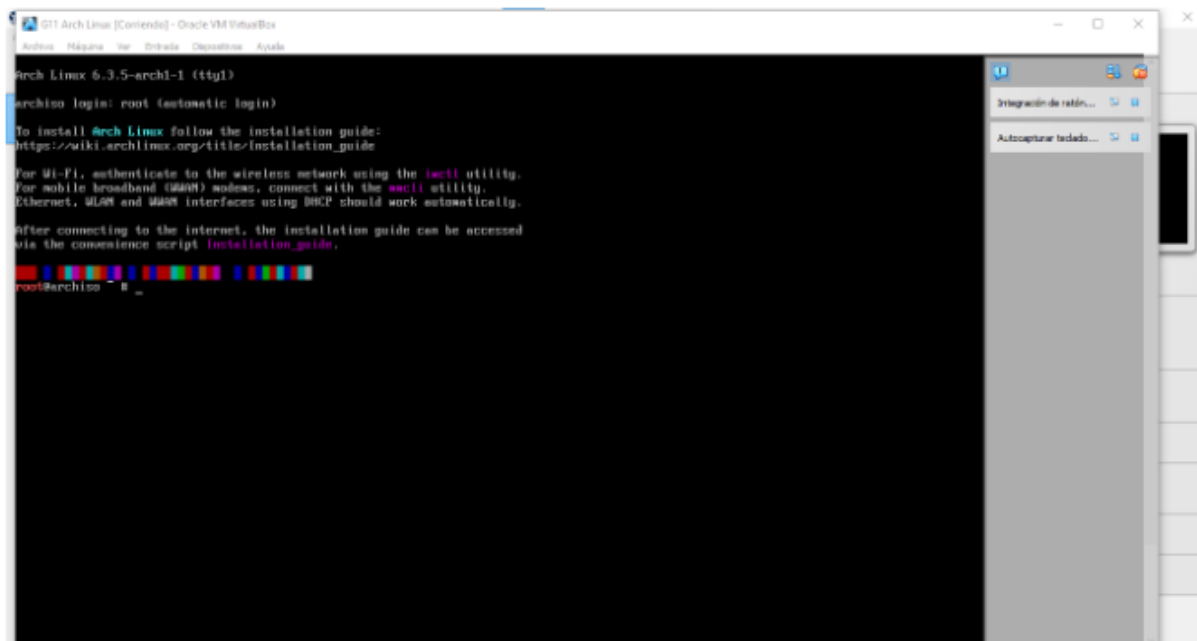 G11 Arch Linux [Corriendo] - Oracle VM VirtualBox
Archivo Máquina Ver Entrada Dispositivos Ayuda
Arch Linux 6.3.5-arch1-1 (tty1)
archiso login: root (automatic login)
To install Arch Linux follow the installation guide:
https://wiki.archlinux.org/title/Installation_guide
For Wi-Fi, authenticate to the wireless network using the iwctl utility.
For mobile broadband (WWAN) modems, connect with the mmcli utility.
Ethernet, WLAN and WWAN interfaces using DHCP should work automatically.
After connecting to the internet, the installation guide can be accessed
via the convenience script Installation_guide.
root@archiso ~ # _
Integración de ratón...
Autocapturar teclado...